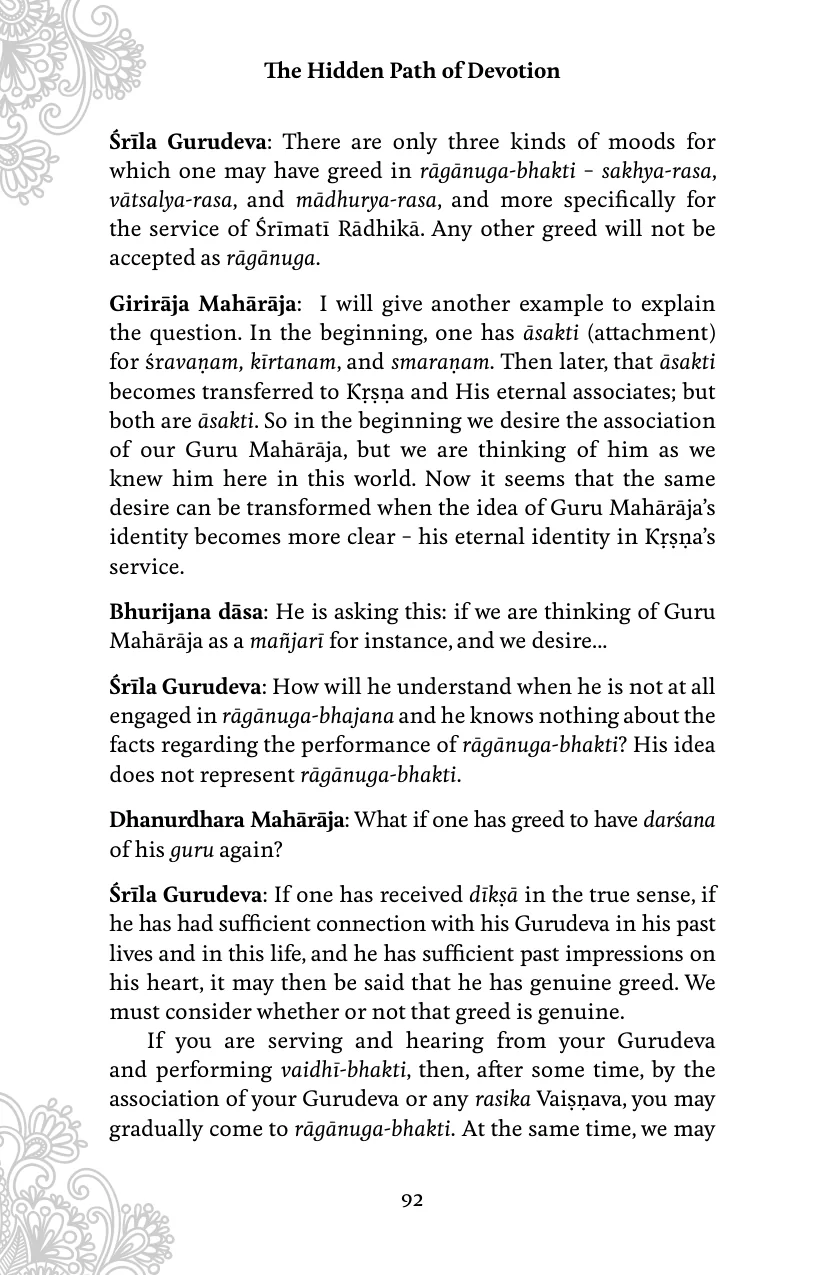 The Hidden Path of Devotion
Śrīla Gurudeva: There are only three kinds of moods for
which one may have greed in rāgānuga-bhakti – sakhya-rasa,
vātsalya-rasa, and mādhurya-rasa, and more specifically for
the service of Śrīmatī Rādhikā. Any other greed will not be
accepted as rāgānuga.
Girirāja Mahārāja: I will give another example to explain
the question. In the beginning, one has āsakti (attachment)
for śravaṇam, kīrtanam, and smaraṇam. Then later, that āsakti
becomes transferred to Kṛṣṇa and His eternal associates; but
both are āsakti. So in the beginning we desire the association
of our Guru Mahārāja, but we are thinking of him as we
knew him here in this world. Now it seems that the same
desire can be transformed when the idea of Guru Mahārāja’s
identity becomes more clear – his eternal identity in Kṛṣṇa’s
service.
Bhurijana dāsa: He is asking this: if we are thinking of Guru
Mahārāja as a mañjarī for instance, and we desire...
Śrīla Gurudeva: How will he understand when he is not at all
engaged in rāgānuga-bhajana and he knows nothing about the
facts regarding the performance of rāgānuga-bhakti? His idea
does not represent rāgānuga-bhakti.
Dhanurdhara Mahārāja: What if one has greed to have darśana
of his guru again?
Śrīla Gurudeva: If one has received dīkṣā in the true sense, if
he has had sufficient connection with his Gurudeva in his past
lives and in this life, and he has sufficient past impressions on
his heart, it may then be said that he has genuine greed. We
must consider whether or not that greed is genuine.
If you are serving and hearing from your Gurudeva
and performing vaidhī-bhakti, then, after some time, by the
association of your Gurudeva or any rasika Vaiṣṇava, you may
gradually come to rāgānuga-bhakti. At the same time, we may
92